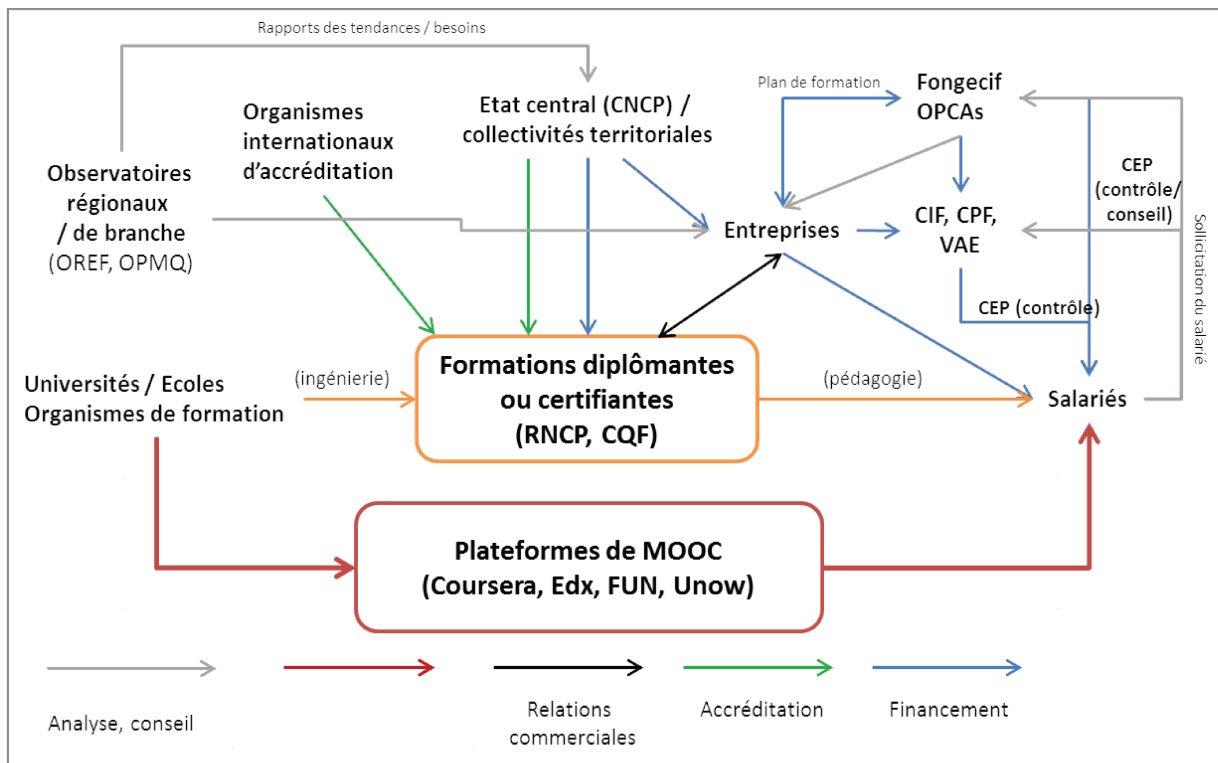 Rapports des tendances / besoins
Plan de formation
Fongecif
OPCAs
Etat central (CNCP) /
collectivités territoriales
Organismes
internationaux
d’accréditation
Observatoires
régionaux
/ de branche
(OREF, OPMQ)
CEP
(contrôle/
conseil)
Sollicitation du salarié
Entreprises
CIF, CPF,
VAE
CEP (contrôle)
Universités / Ecoles
Organismes de formation
(ingénierie)
Formations diplômantes
ou certifiantes
(RNCP, CQF)
(pédagogie)
Salariés
Plateformes de MOOC
(Coursera, Edx, FUN, Unow)
Analyse, conseil
Relations
commerciales
Accréditation
Financement